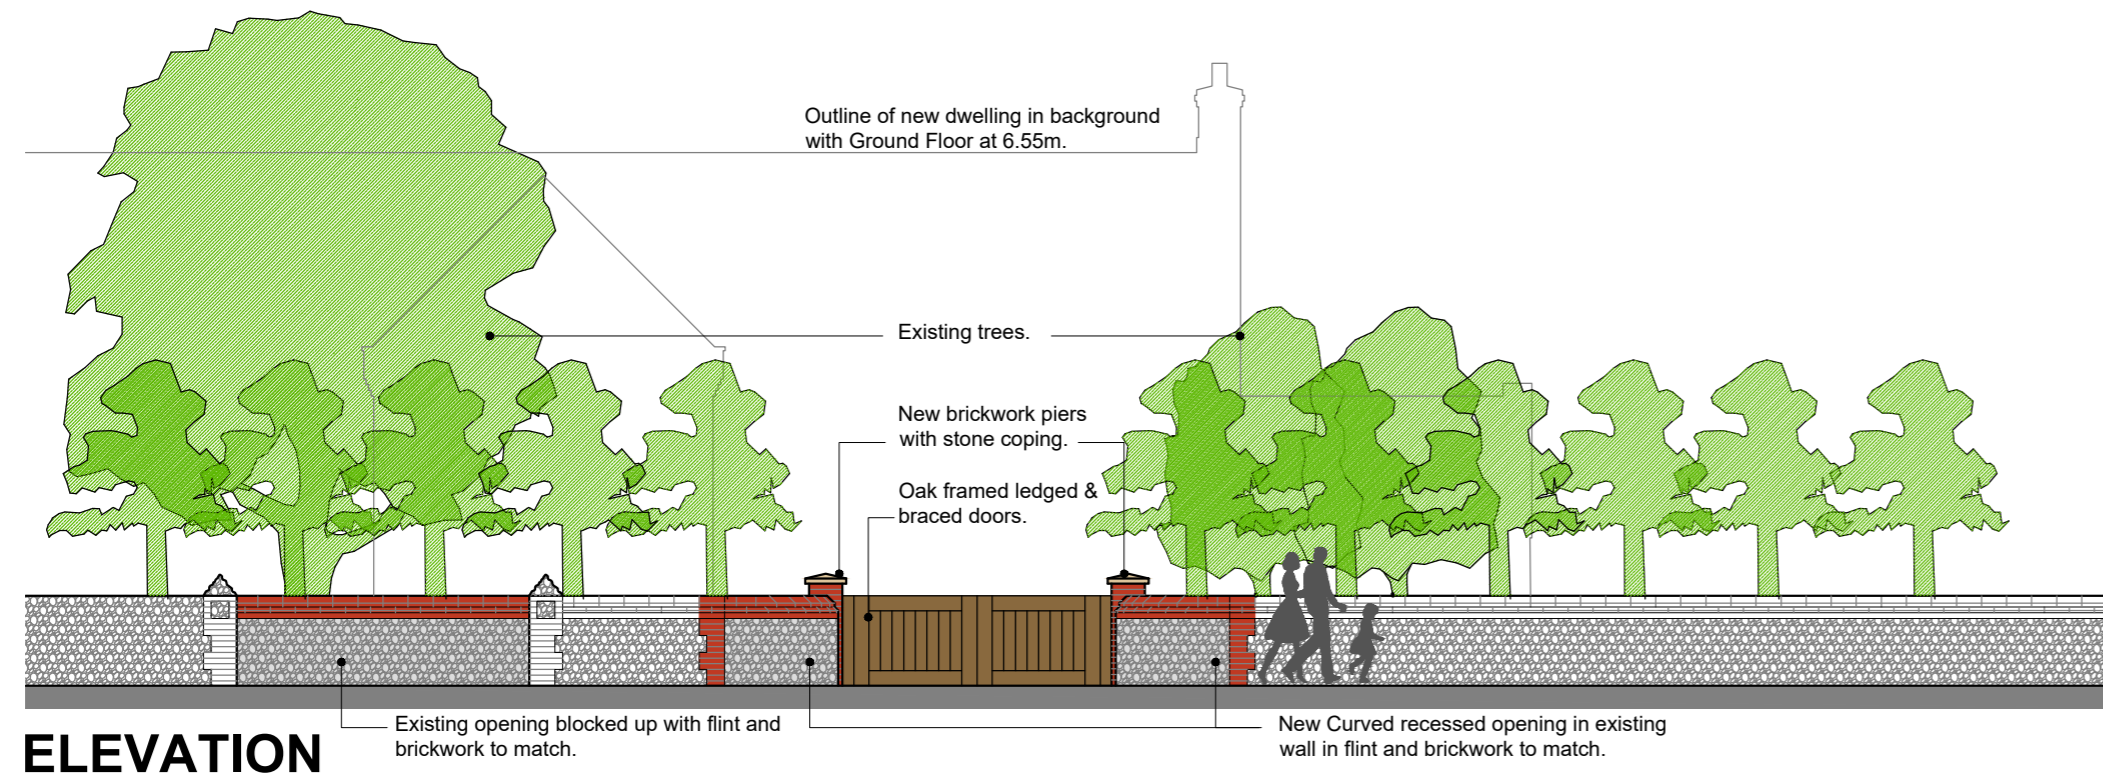 Outline of new dwelling in background
with Ground Floor at 6.55m.
Existing trees.
New brickwork piers
with stone coping.
Oak framed ledged &
braced doors.
Existing opening blocked up with flint and
brickwork to match.
New Curved recessed opening in existing
wall in flint and brickwork to match.
ELEVATION